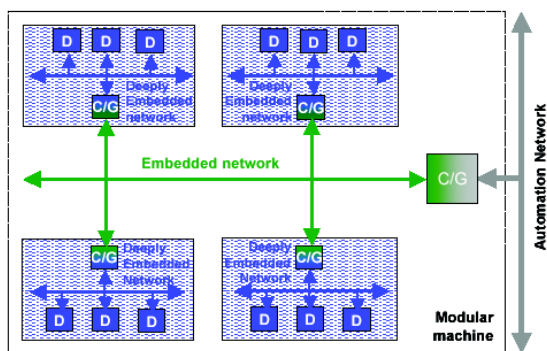 D D D
Deeply
Embedded
network
C/G
D D D
Deeply
Embedded
network
C/G
Embedded network
C/G
Automation Network
C/G
Deeply
Embedded
Network
D D D
C/G
Deeply
Embedded
Network
D D D
Modular
machine